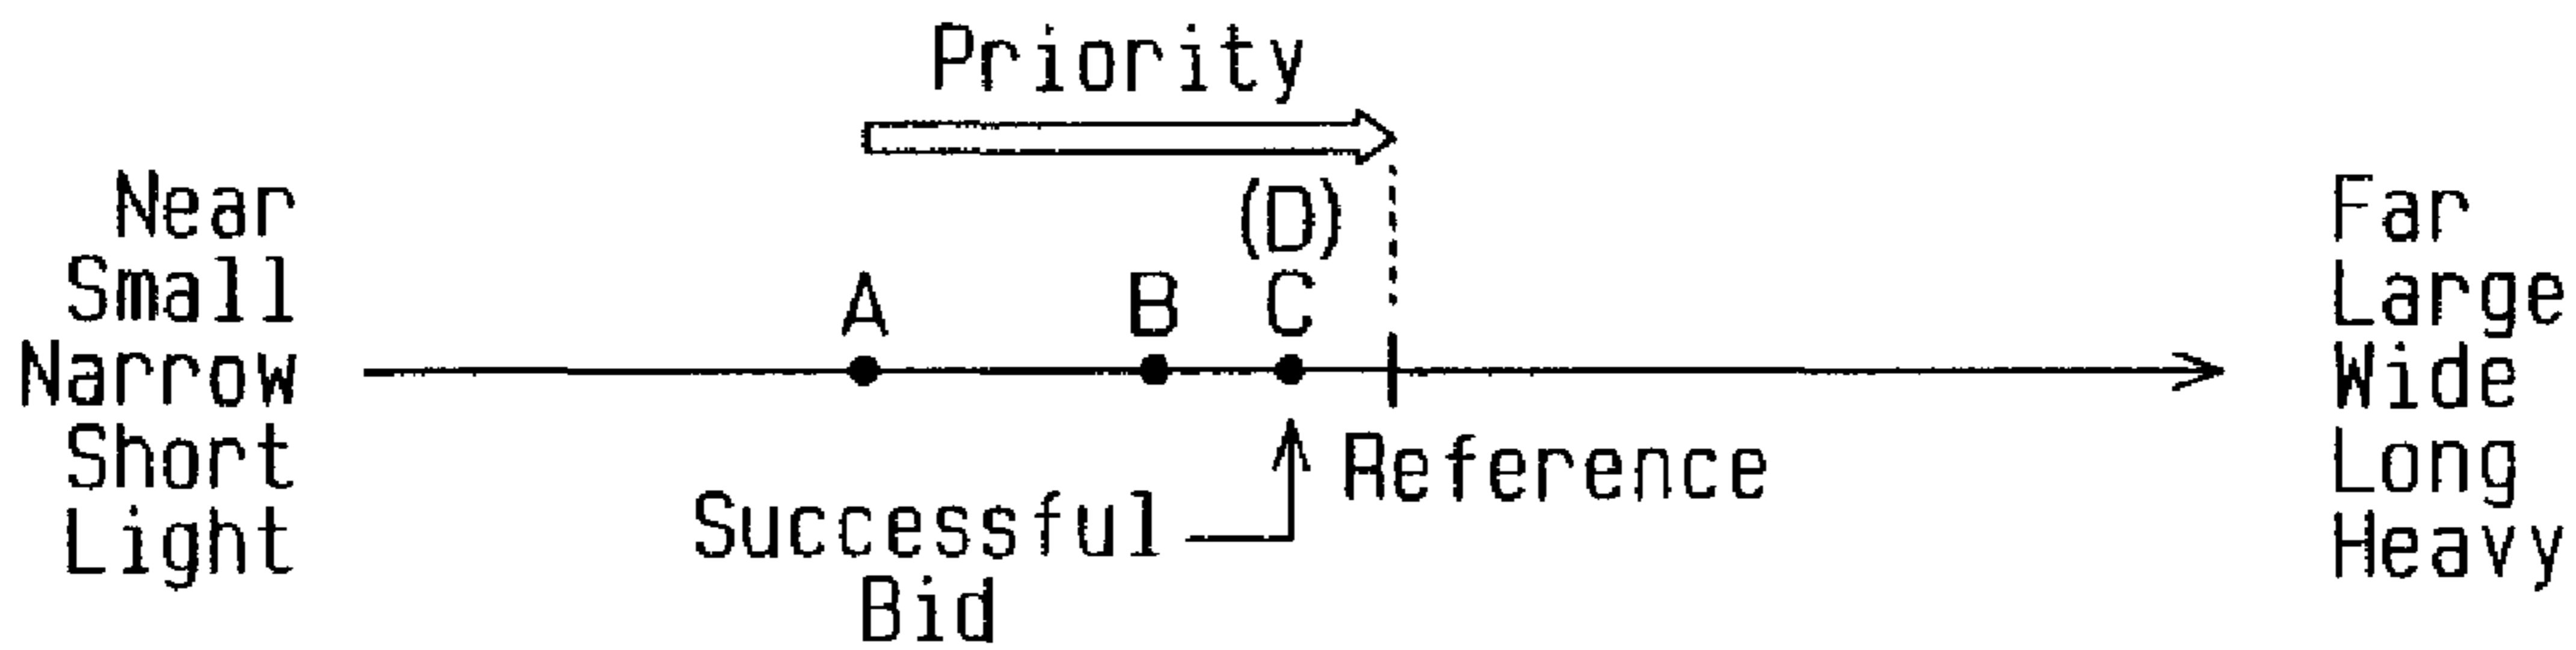 Priority
Near
Small
Narrow
Short
Light
(D)
A
B
C
Reference
Successful
Bid
Far
Large
Wide
Long
Heavy